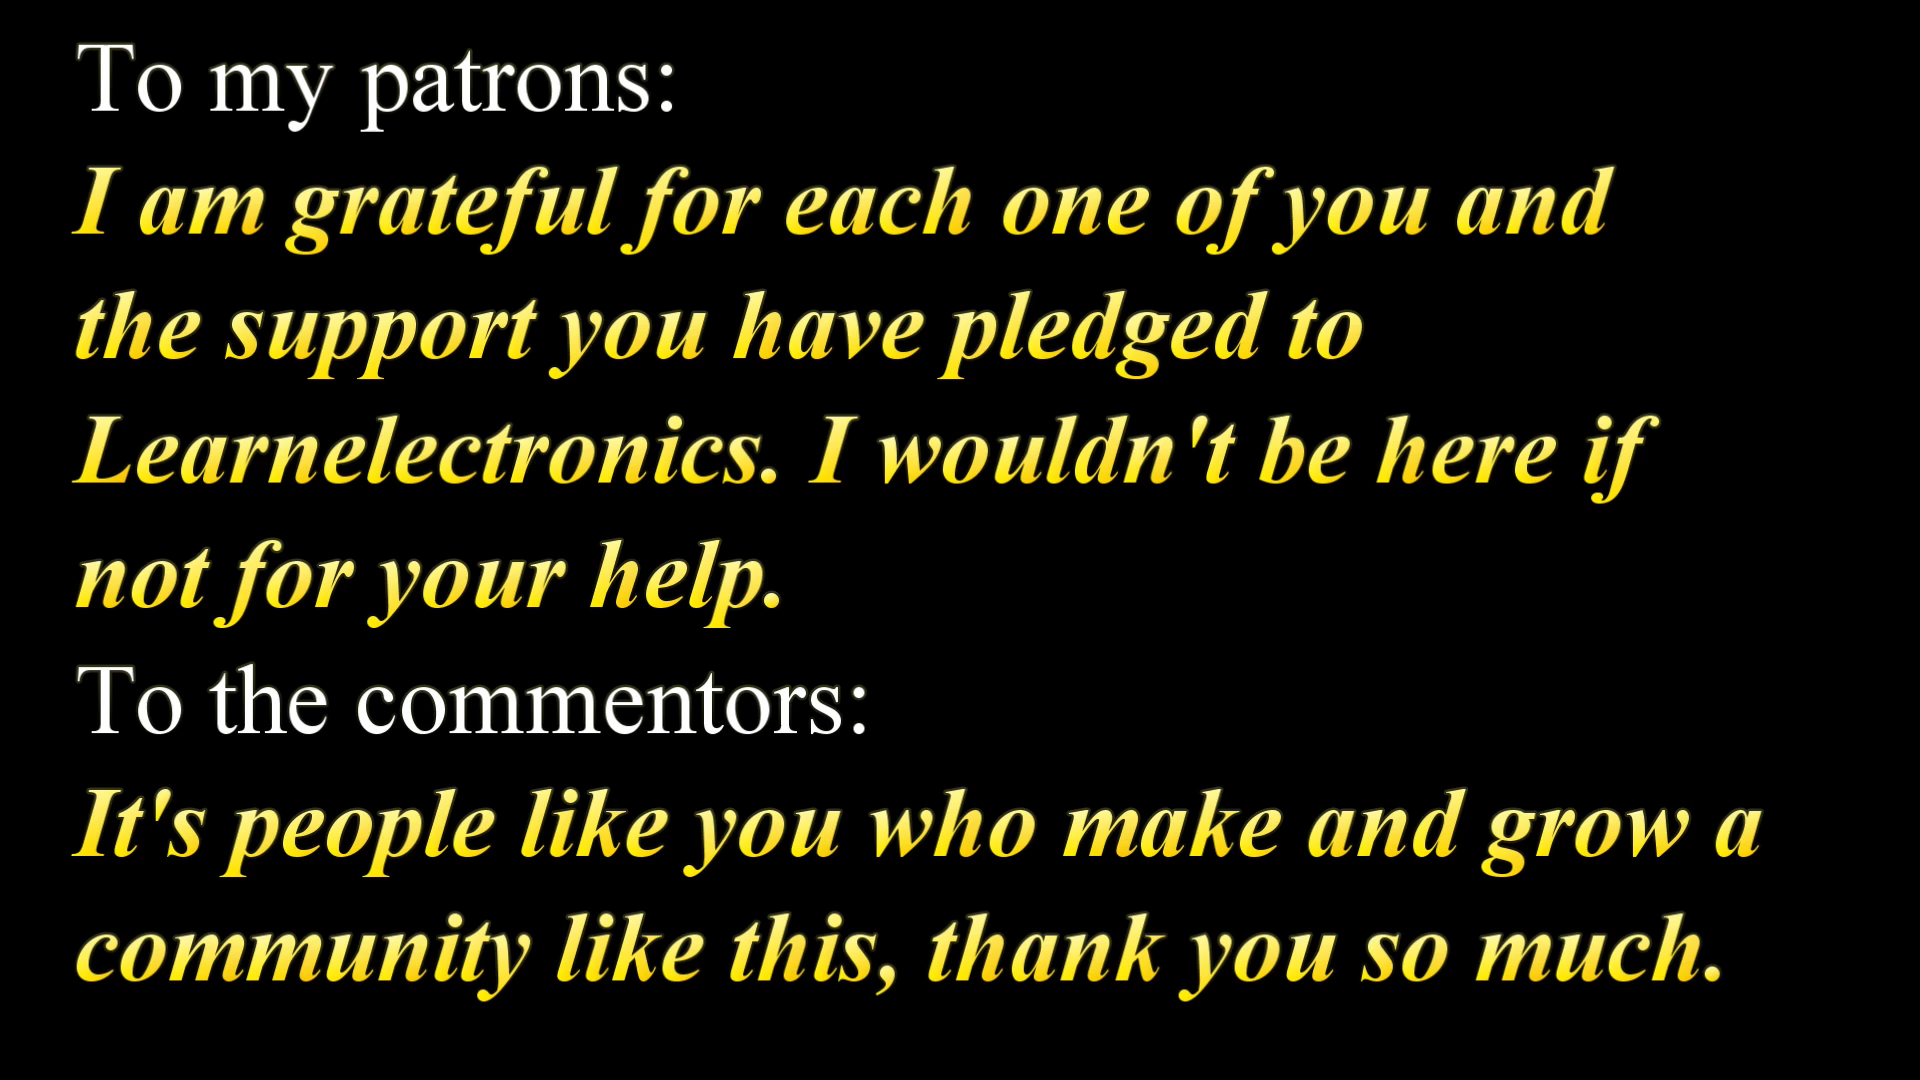 To my patrons:
I am grateful for each one of you and
the support you have pledged to
Learnelectronics. I wouldn't be here if
not for your help.
To the commentors:
It's people like you who make and grow a
community like this, thank you so much.